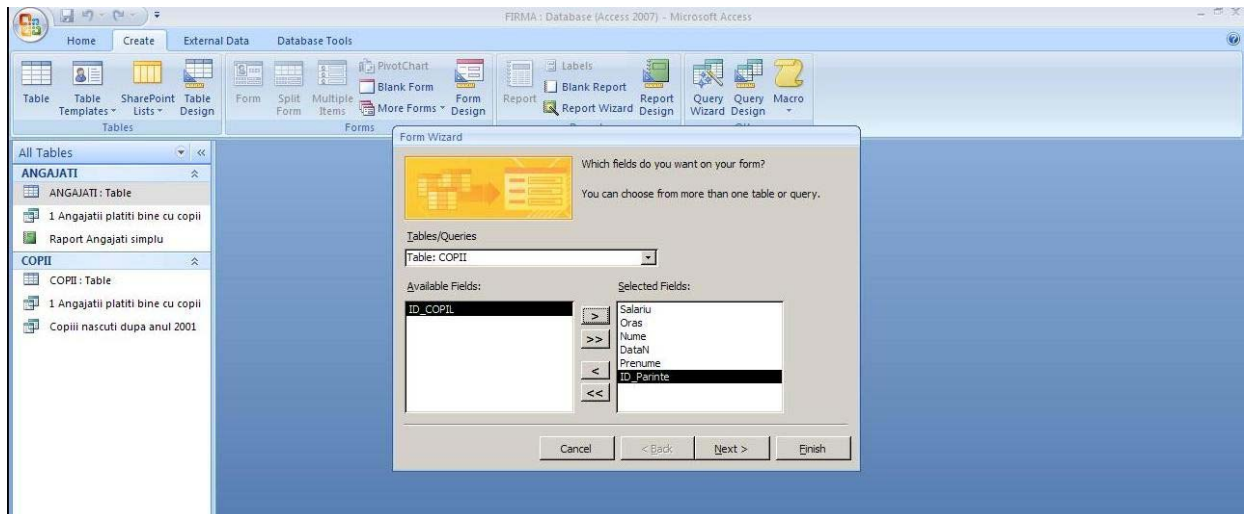 FIRMA : Database (Access 2007) - Microsoft Access
Home Create External Data Database Tools
Table
Table Templates
SharePoint Lists
Table Design
Tables
Form
Split Form
Multiple Items
PivotChart
Blank Form
More Forms
Form Design
Forms
Report
Labels
Blank Report
Report Wizard
Report Design
Query Wizard
Query Design
Macro
All Tables
ANGAJATI
ANGAJATI : Table
1 Angajatii platiti bine cu copii
Raport Angajati simplu
COPII
COPII : Table
1 Angajatii platiti bine cu copii
Copiii nascuti dupa anul 2001
Form Wizard
Which fields do you want on your form?
You can choose from more than one table or query.
Tables/Queries
Table: COPII
Available Fields:
ID_COPIL
>
>>
<
<<
Selected Fields:
Salariu
Oras
Nume
DataN
Prenume
ID_Parinte
Cancel < Back Next > Finish